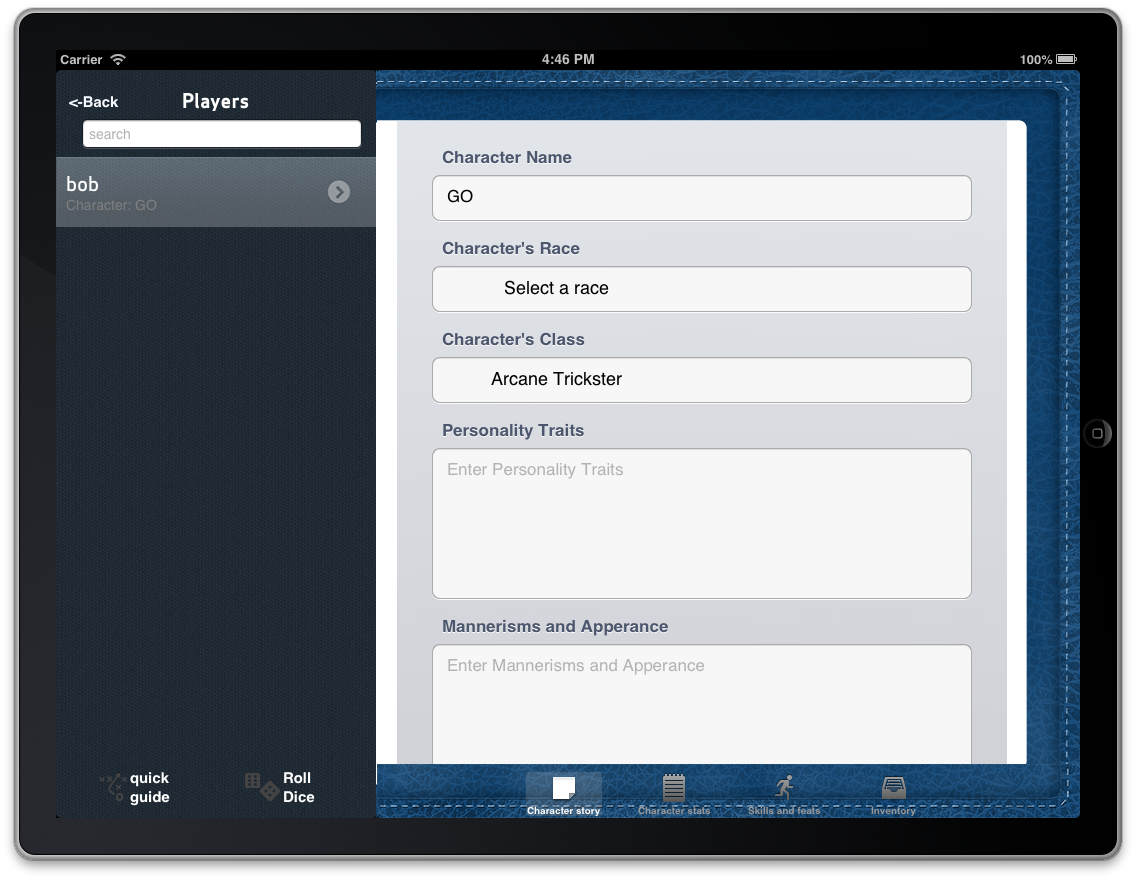 Carrier
4:46 PM
100%
<-Back
Players
search
bob
Character: GO
quick
guide
Roll
Dice
Character Name
GO
Character's Race
Select a race
Character's Class
Arcane Trickster
Personality Traits
Enter Personality Traits
Mannerisms and Apperance
Enter Mannerisms and Apperance
Character story
Character stats
Skills and feats
Inventory